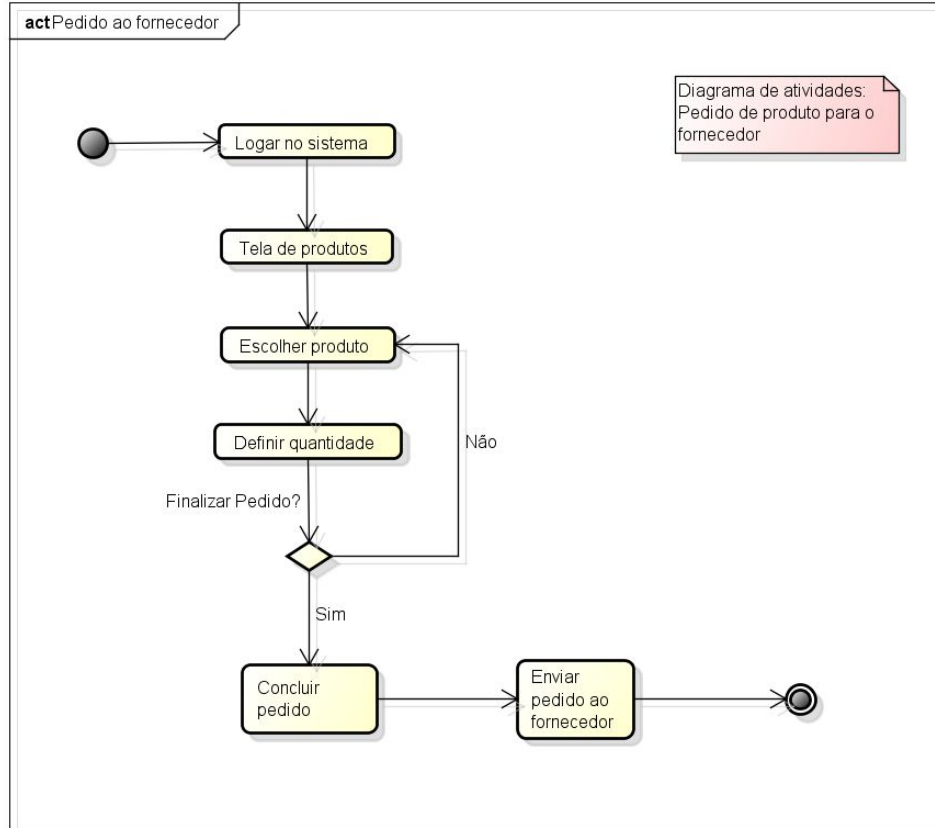 act Pedido ao fornecedor
Diagrama de atividades:
Pedido de produto para o
fornecedor
Logar no sistema
Tela de produtos
Escolher produto
Definir quantidade
Não
Finalizar Pedido?
Sim
Concluir
pedido
Enviar
pedido ao
fornecedor